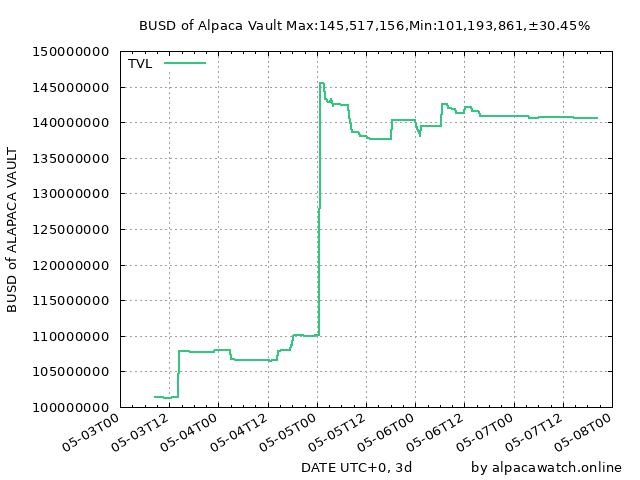 BUSD of Alpaca Vault Max:145,517,156,Min:101,193,861,±30.45%
TVL
150000000
145000000
140000000
135000000
130000000
125000000
120000000
115000000
110000000
105000000
100000000
BUSD of ALAPACA VAULT
05-03T00
05-03T12
05-04T00
05-04T12
05-05T00
05-05T12
05-06T00
05-06T12
05-07T00
05-07T12
05-08T00
DATE UTC+0, 3d
by alpacawatch.online